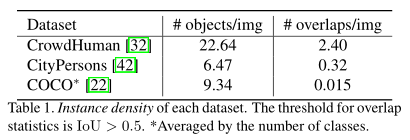 Dataset # objects/img # overlaps/img
CrowdHuman [32] 22.64 2.40
CityPersons [42] 6.47 0.32
COCO* [22] 9.34 0.015
Table 1. Instance density of each dataset. The threshold for overlap
statistics is IoU > 0.5. *Averaged by the number of classes.